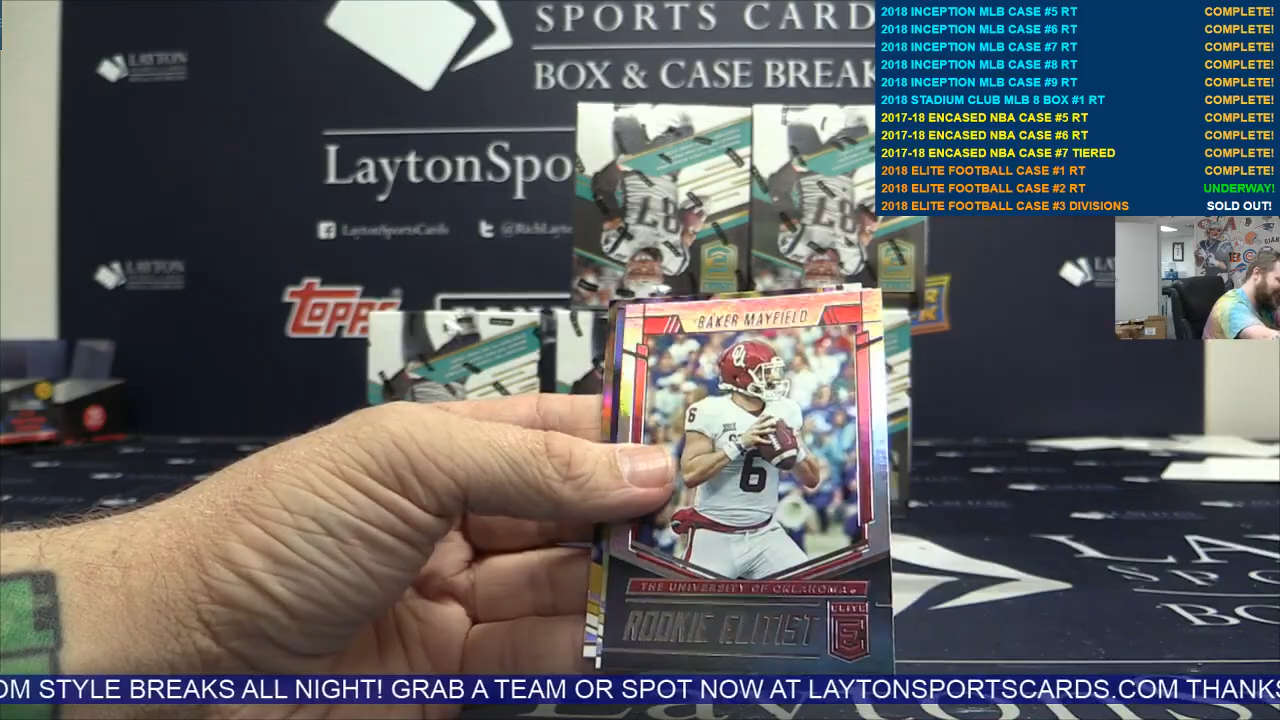 SPORTS CARDS
BOX & CASE BREAK
LaytonSpo
LaytonSportsCards
@RichLayto
LAYTON
LAYTON
TOPPS
2018 INCEPTION MLB CASE #5 RT COMPLETE!
2018 INCEPTION MLB CASE #6 RT COMPLETE!
2018 INCEPTION MLB CASE #7 RT COMPLETE!
2018 INCEPTION MLB CASE #8 RT COMPLETE!
2018 INCEPTION MLB CASE #9 RT COMPLETE!
2018 STADIUM CLUB MLB 8 BOX #1 RT COMPLETE!
2017-18 ENCASED NBA CASE #5 RT COMPLETE!
2017-18 ENCASED NBA CASE #6 RT COMPLETE!
2017-18 ENCASED NBA CASE #7 TIERED COMPLETE!
2018 ELITE FOOTBALL CASE #1 RT COMPLETE!
2018 ELITE FOOTBALL CASE #2 RT UNDERWAY!
2018 ELITE FOOTBALL CASE #3 DIVISIONS SOLD OUT!
87
87
BAKER MAYFIELD
6
6
THE UNIVERSITY OF OKLAHOMA
ROOKIE ELITIST
ELITE
E
OM STYLE BREAKS ALL NIGHT! GRAB A TEAM OR SPOT NOW AT LAYTONSPORTSCARDS.COM THANKS